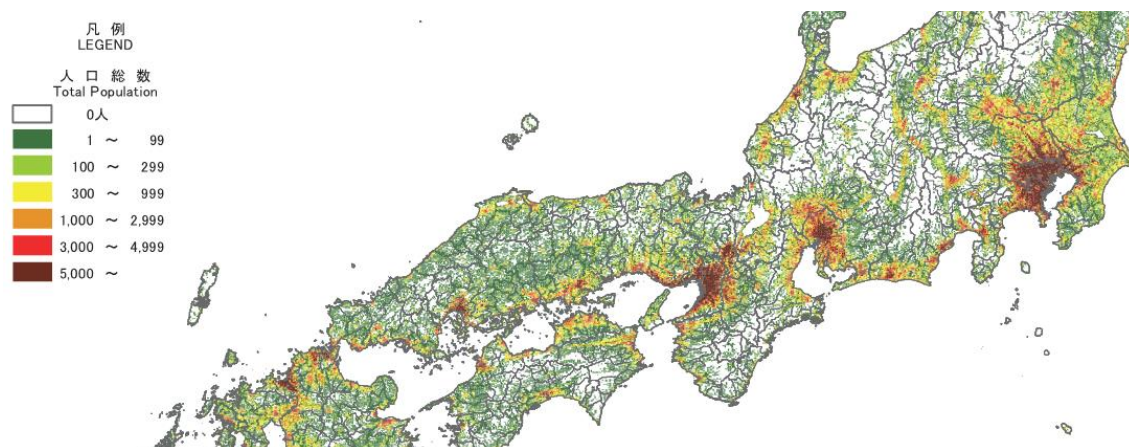 凡 例
LEGEND
人 口 総 数
Total Population
0人
1 ～ 99
100 ～ 299
300 ～ 999
1,000 ～ 2,999
3,000 ～ 4,999
5,000 ～